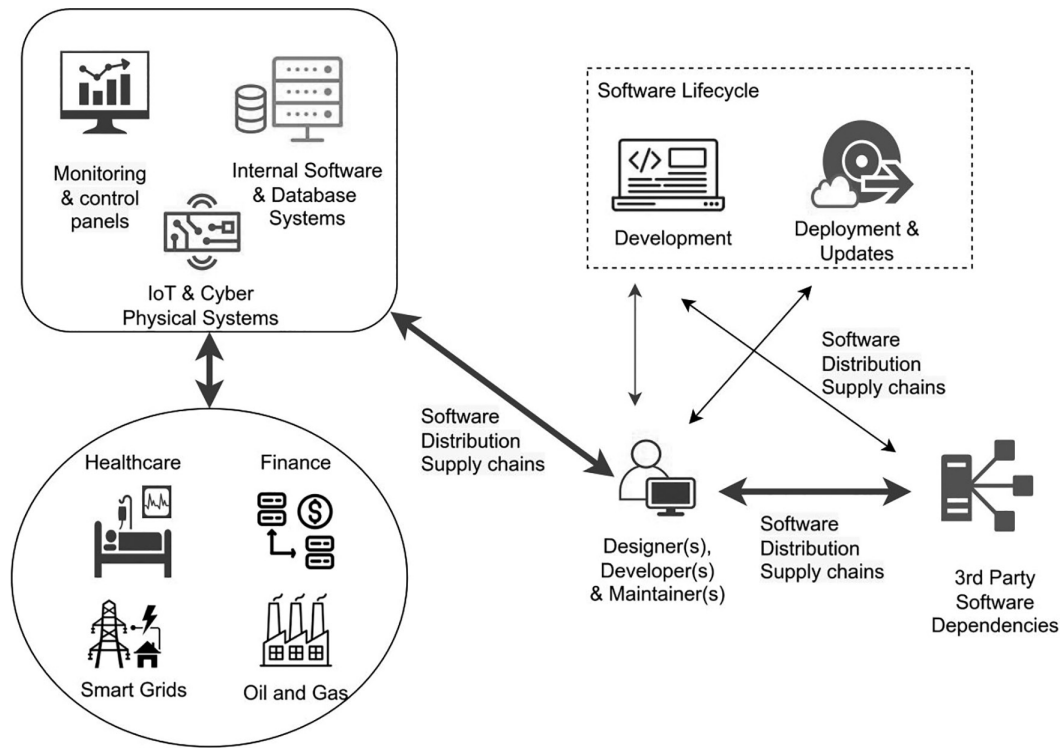 Monitoring
& control
panels
Internal Software
& Database
Systems
IoT & Cyber
Physical Systems
Software Lifecycle
</>
Development
Deployment &
Updates
Software
Distribution
Supply chains
Software
Distribution
Supply chains
Healthcare
Finance
$
Smart Grids
Oil and Gas
Designer(s),
Developer(s)
& Maintainer(s)
Software
Distribution
Supply chains
3rd Party
Software
Dependencies